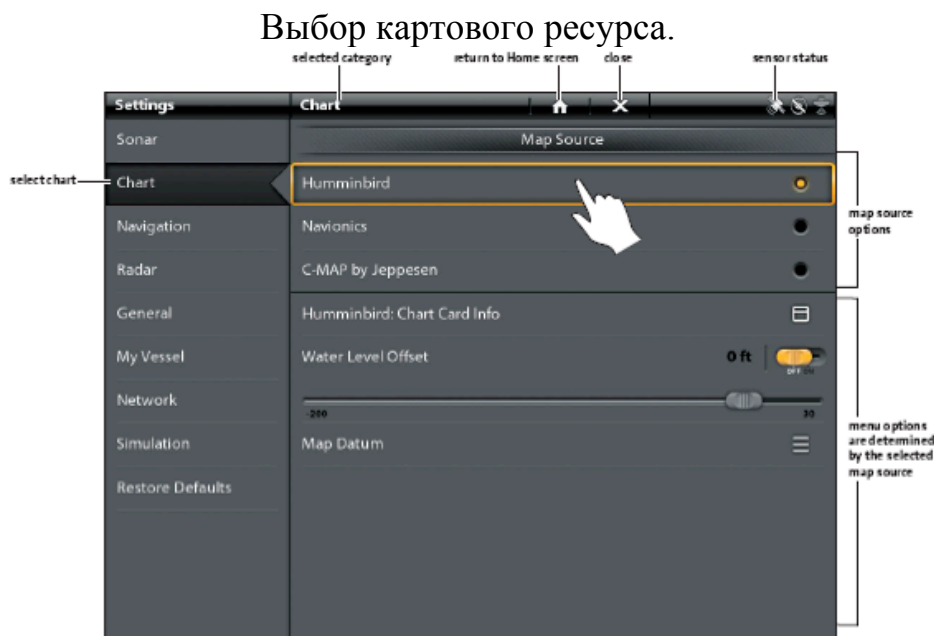 Выбор картового ресурса.
selected category
return to Home screen
close
sensor status
Settings
Chart
Sonar
Map Source
select chart
Chart
Humminbird
map source
options
Navigation
Navionics
Radar
C-MAP by Jeppesen
General
Humminbird: Chart Card Info
My Vessel
Water Level Offset
0 ft
OFF ON
Network
-200
30
Simulation
Map Datum
menu options
are determined
by the selected
map source
Restore Defaults